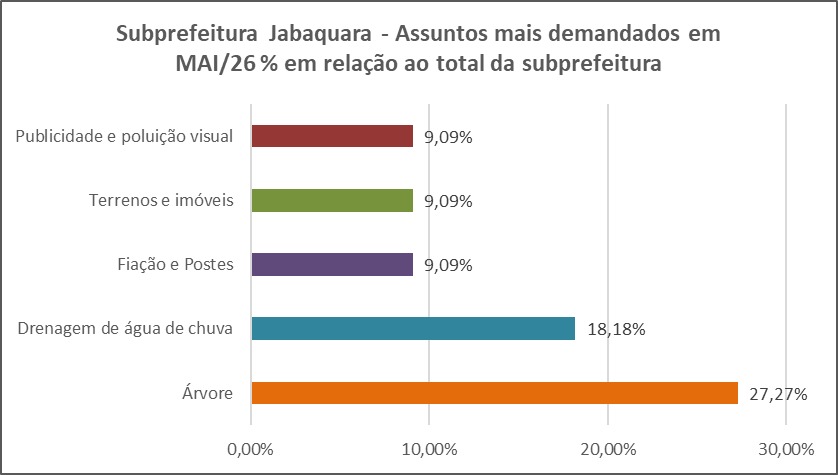 Subprefeitura Jabaquara - Assuntos mais demandados em
MAI/26 % em relação ao total da subprefeitura
Publicidade e poluição visual 9,09%
Terrenos e imóveis 9,09%
Fiação e Postes 9,09%
Drenagem de água de chuva 18,18%
Árvore 27,27%
0,00% 10,00% 20,00% 30,00%